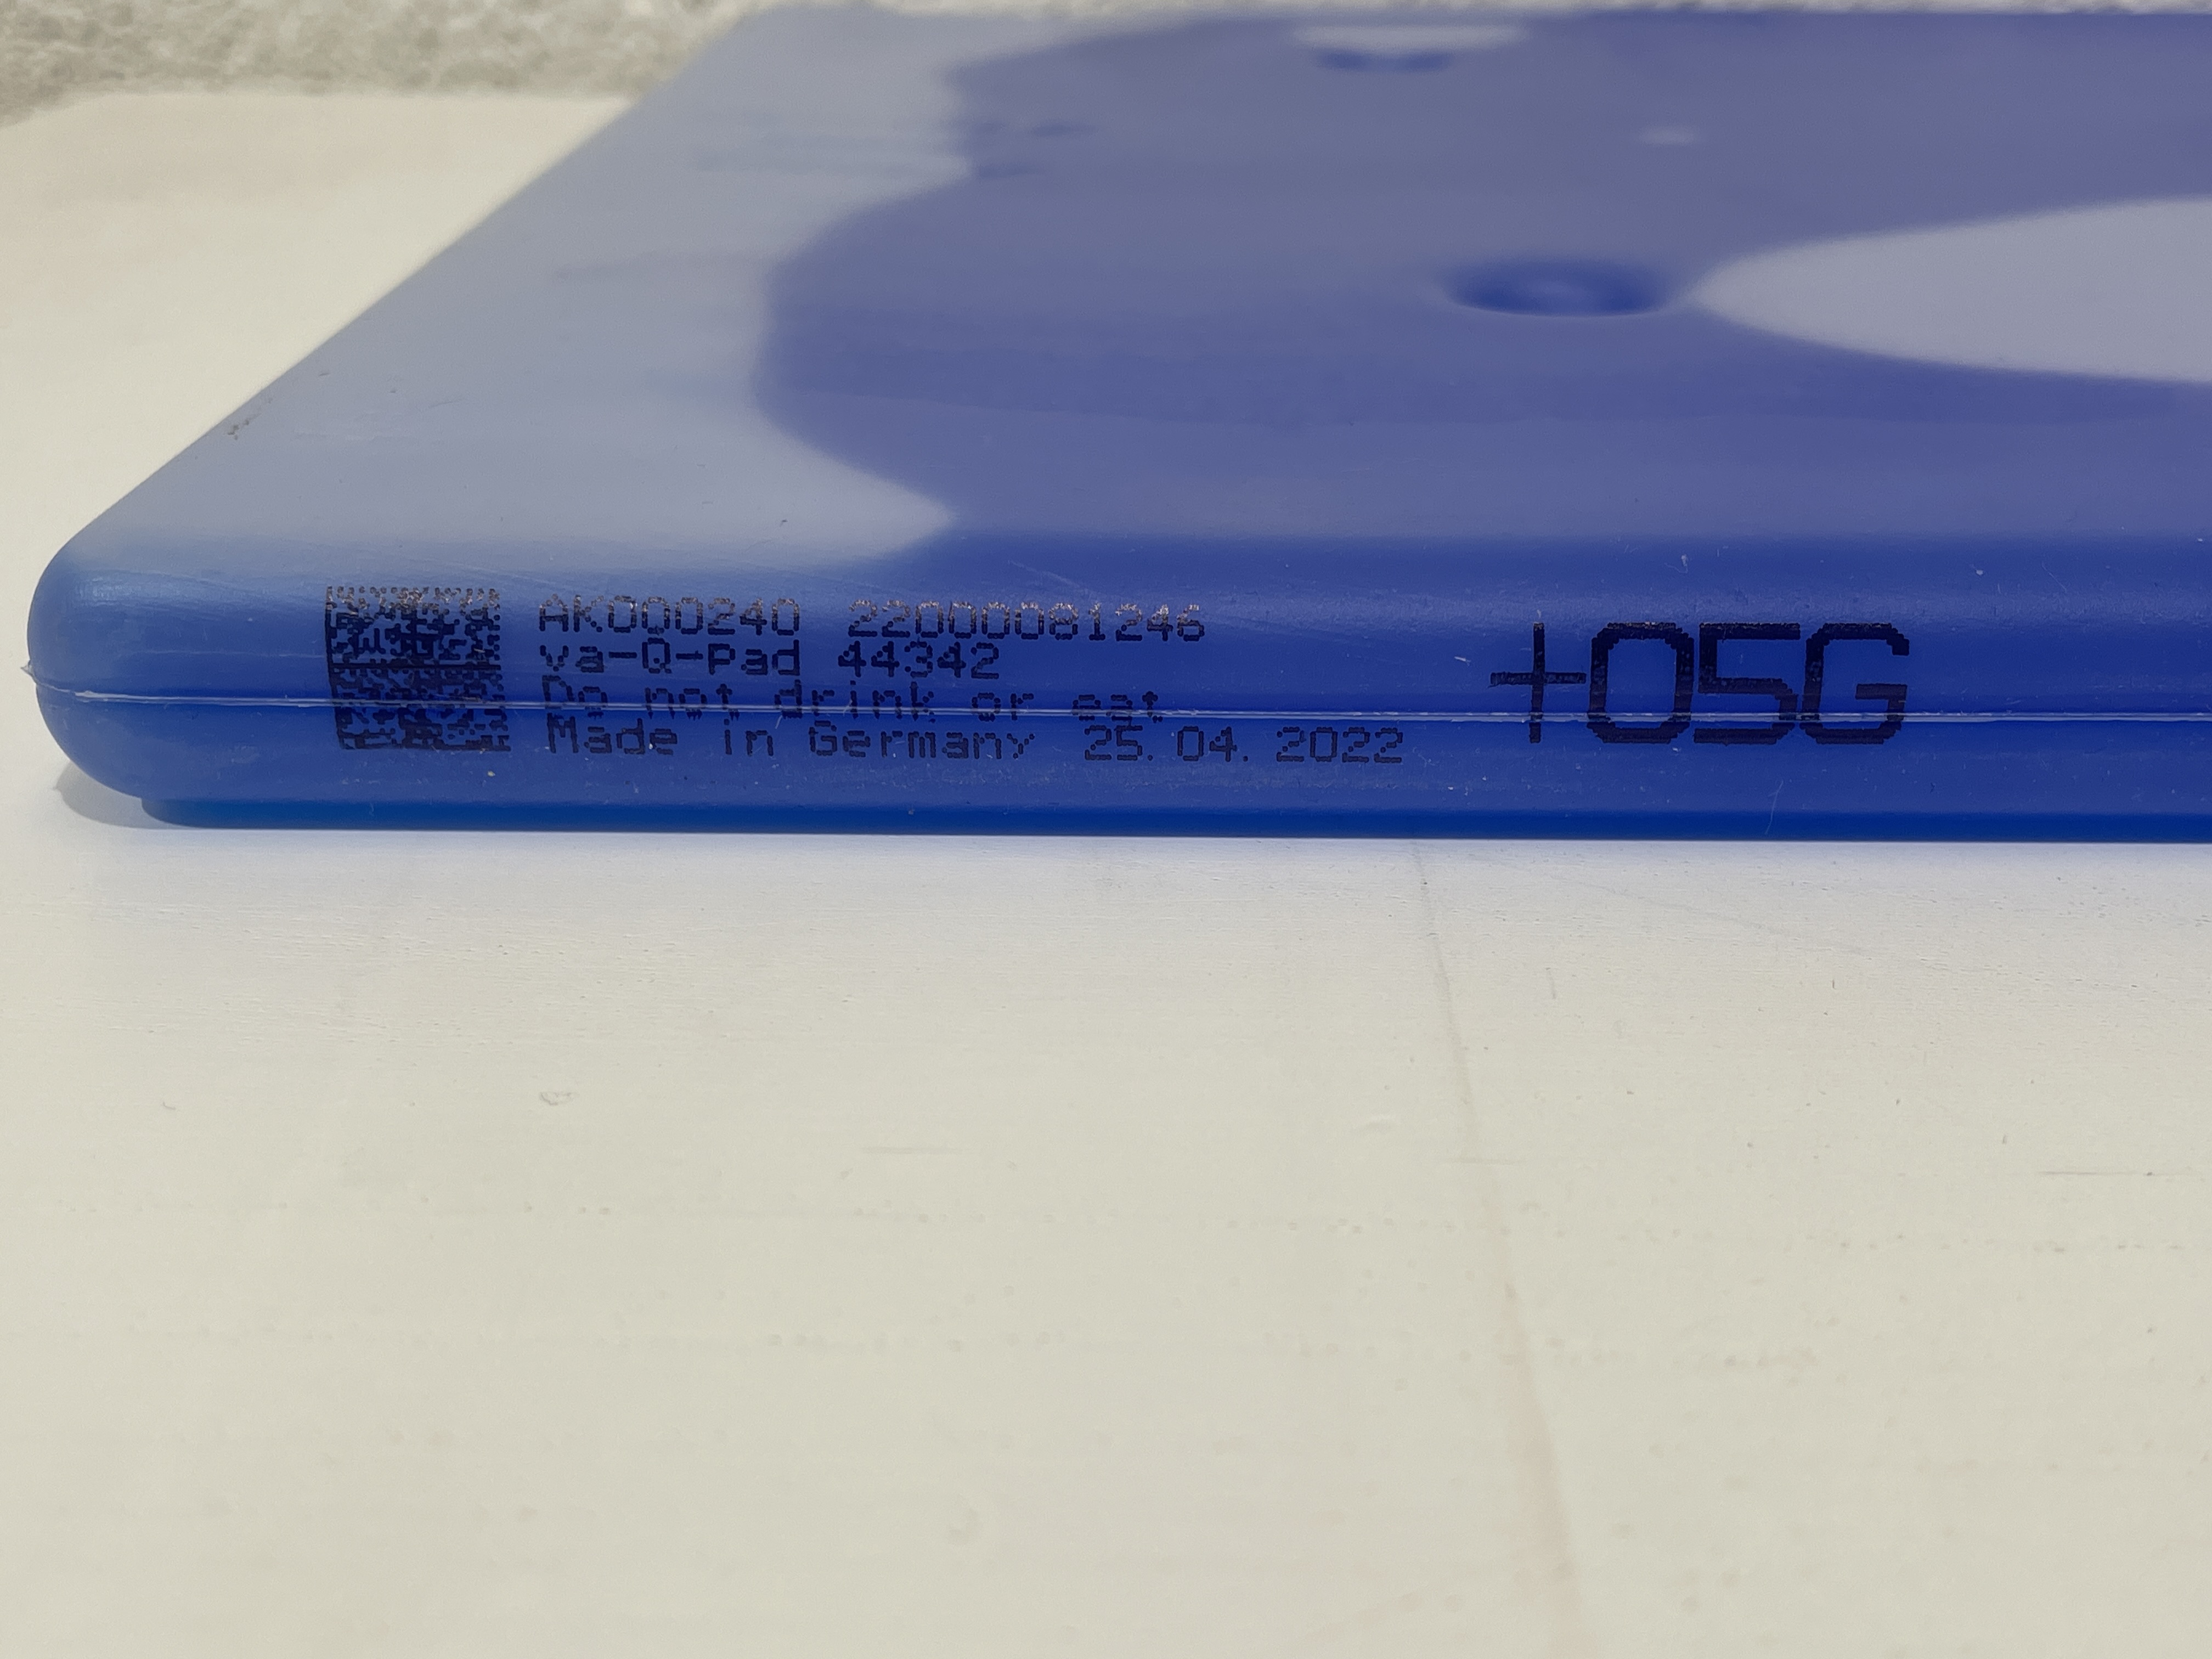 AK000240 22000081246
va-Q-Pad 44342
Do not drink or eat
Made in Germany 25.04.2022
+05G